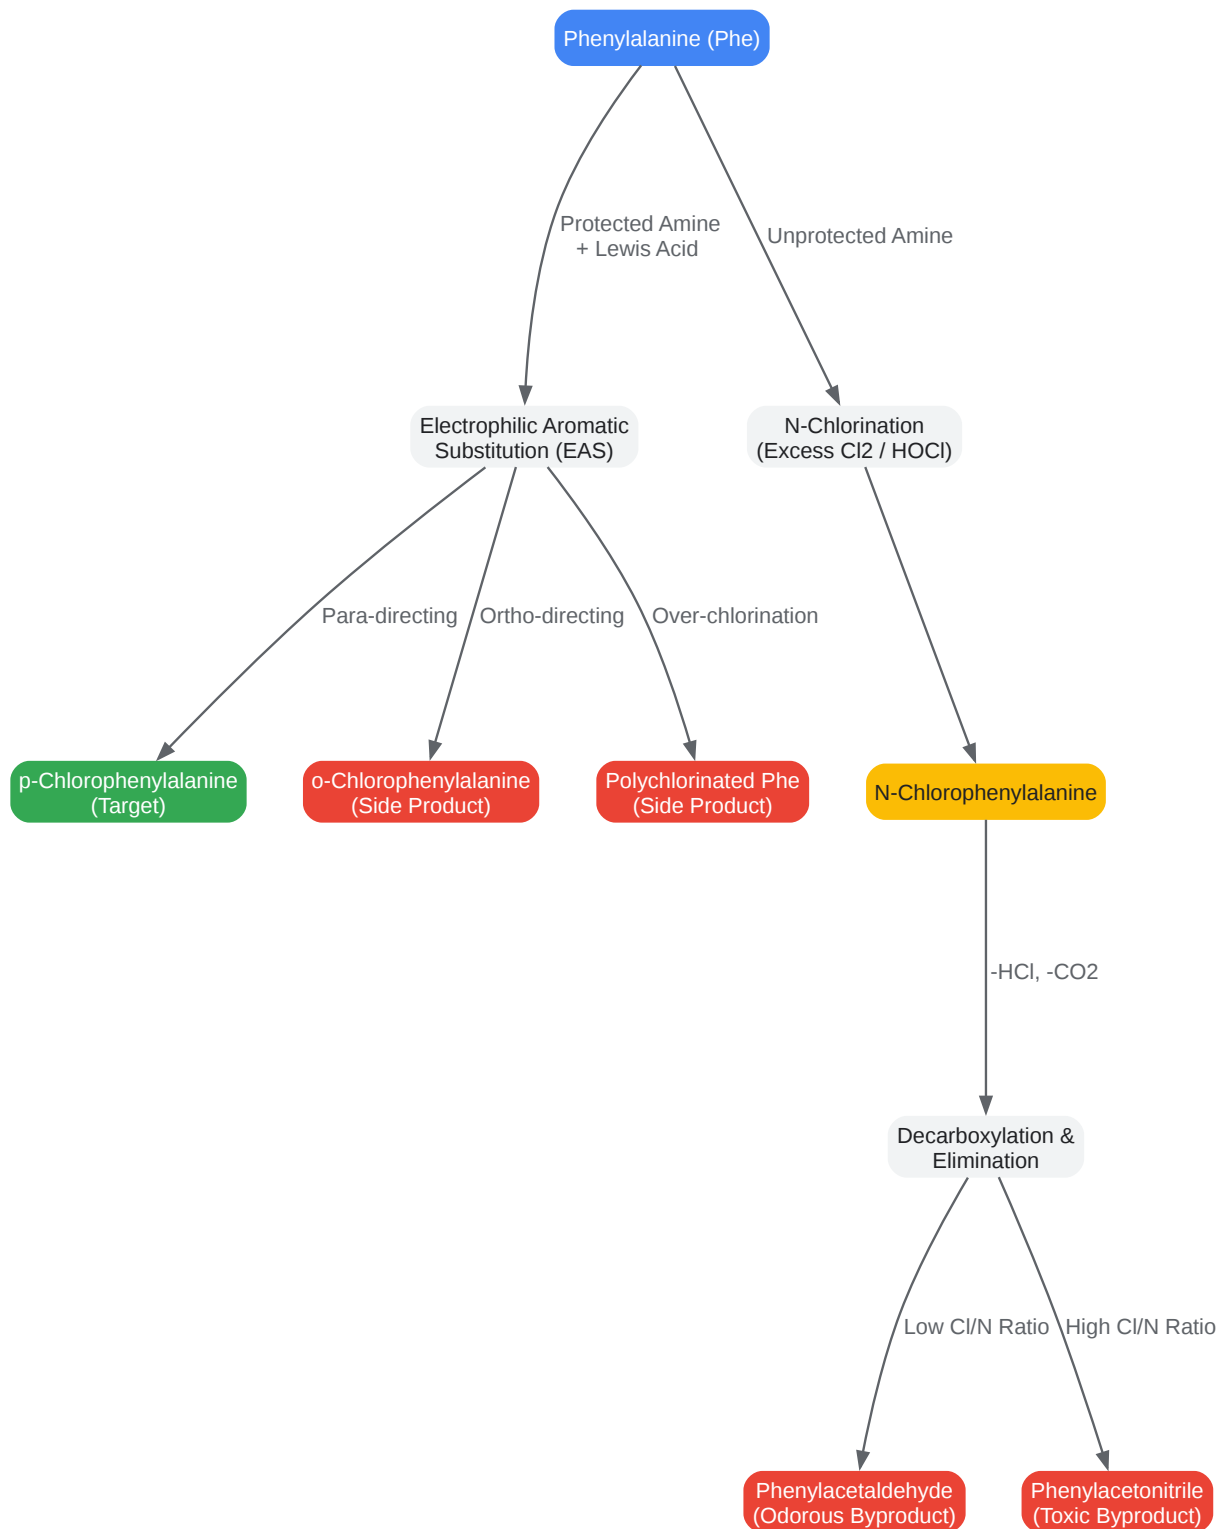 Phenylalanine (Phe)
Protected Amine
+ Lewis Acid
Unprotected Amine
Electrophilic Aromatic
Substitution (EAS)
N-Chlorination
(Excess Cl2 / HOCl)
Para-directing
Ortho-directing
Over-chlorination
p-Chlorophenylalanine
(Target)
o-Chlorophenylalanine
(Side Product)
Polychlorinated Phe
(Side Product)
N-Chlorophenylalanine
-HCl, -CO2
Decarboxylation &
Elimination
Low Cl/N Ratio
High Cl/N Ratio
Phenylacetaldehyde
(Odorous Byproduct)
Phenylacetonitrile
(Toxic Byproduct)